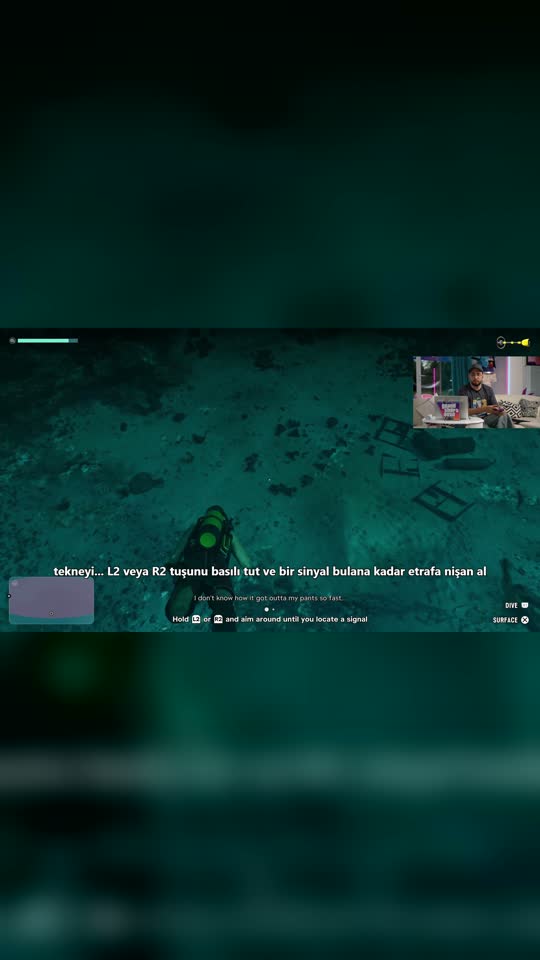 tekneyi... L2 veya R2 tuşunu basılı tut ve bir sinyal bulana kadar etrafa nişan al
I don't know how it got outta my pants so fast.
Hold L2 or R2 and aim around until you locate a signal
DIVE
SURFACE